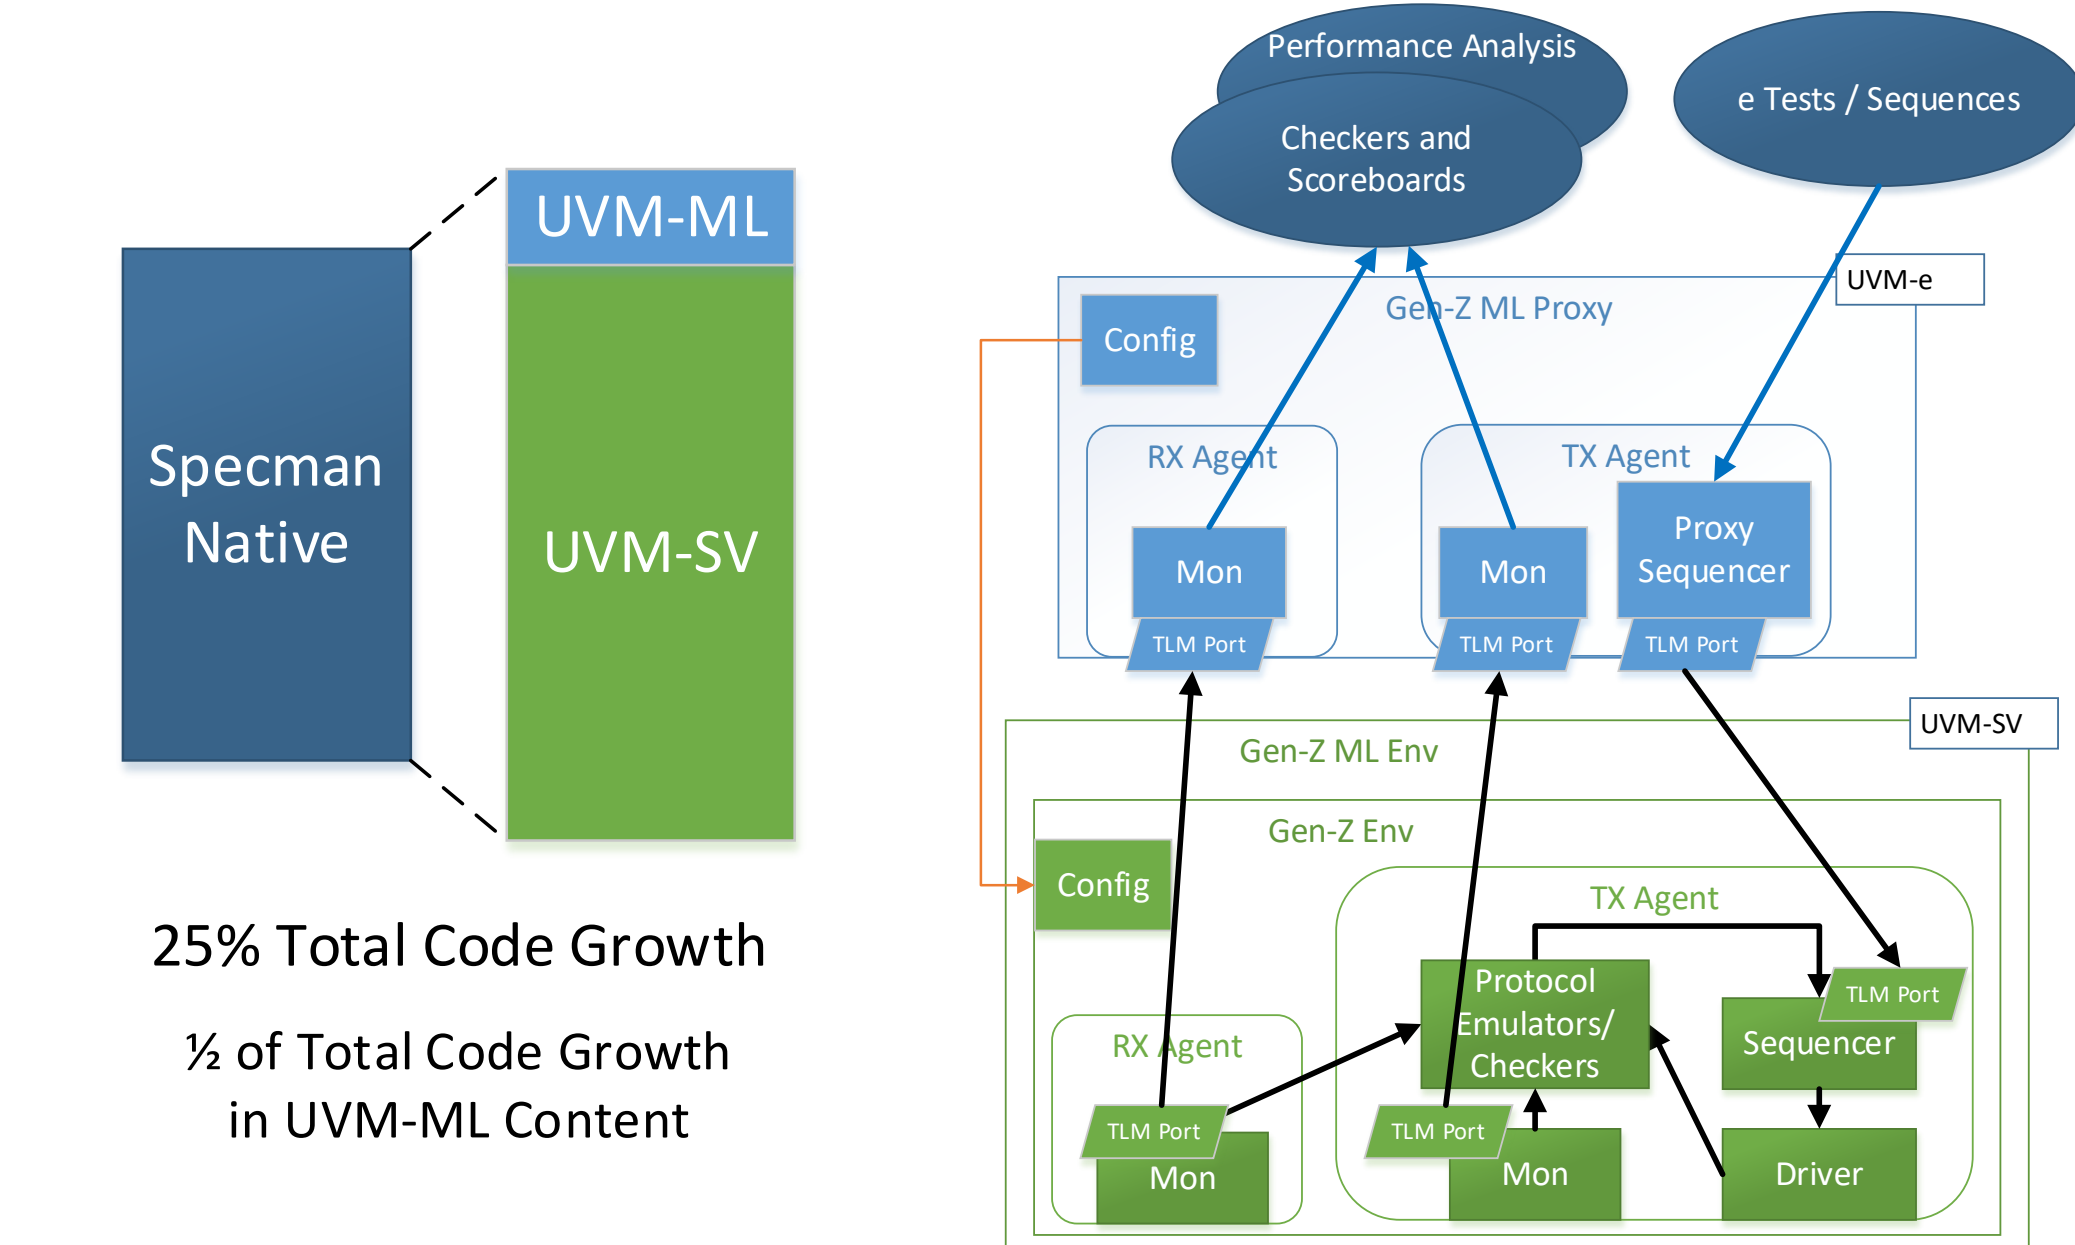 Specman
Native
UVM-ML
UVM-SV
25% Total Code Growth
½ of Total Code Growth
in UVM-ML Content
Performance Analysis
Checkers and
Scoreboards
e Tests / Sequences
UVM-e
Gen-Z ML Proxy
Config
RX Agent
Mon
TLM Port
TX Agent
Mon
TLM Port
Proxy
Sequencer
TLM Port
UVM-SV
Gen-Z ML Env
Gen-Z Env
Config
RX Agent
TLM Port
Mon
TX Agent
Protocol
Emulators/
Checkers
TLM Port
Sequencer
TLM Port
Mon
Driver